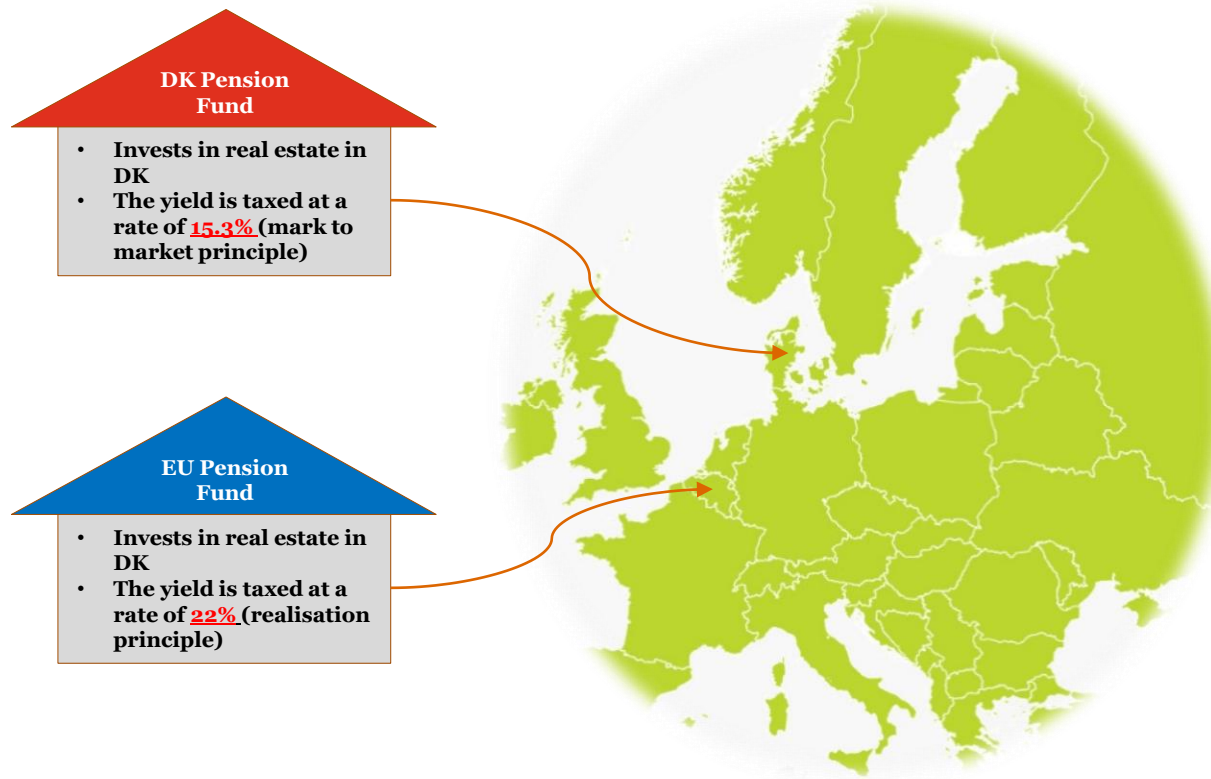 DK Pension
Fund
• Invests in real estate in
DK
• The yield is taxed at a
rate of 15.3% (mark to
market principle)
EU Pension
Fund
• Invests in real estate in
DK
• The yield is taxed at a
rate of 22% (realisation
principle)